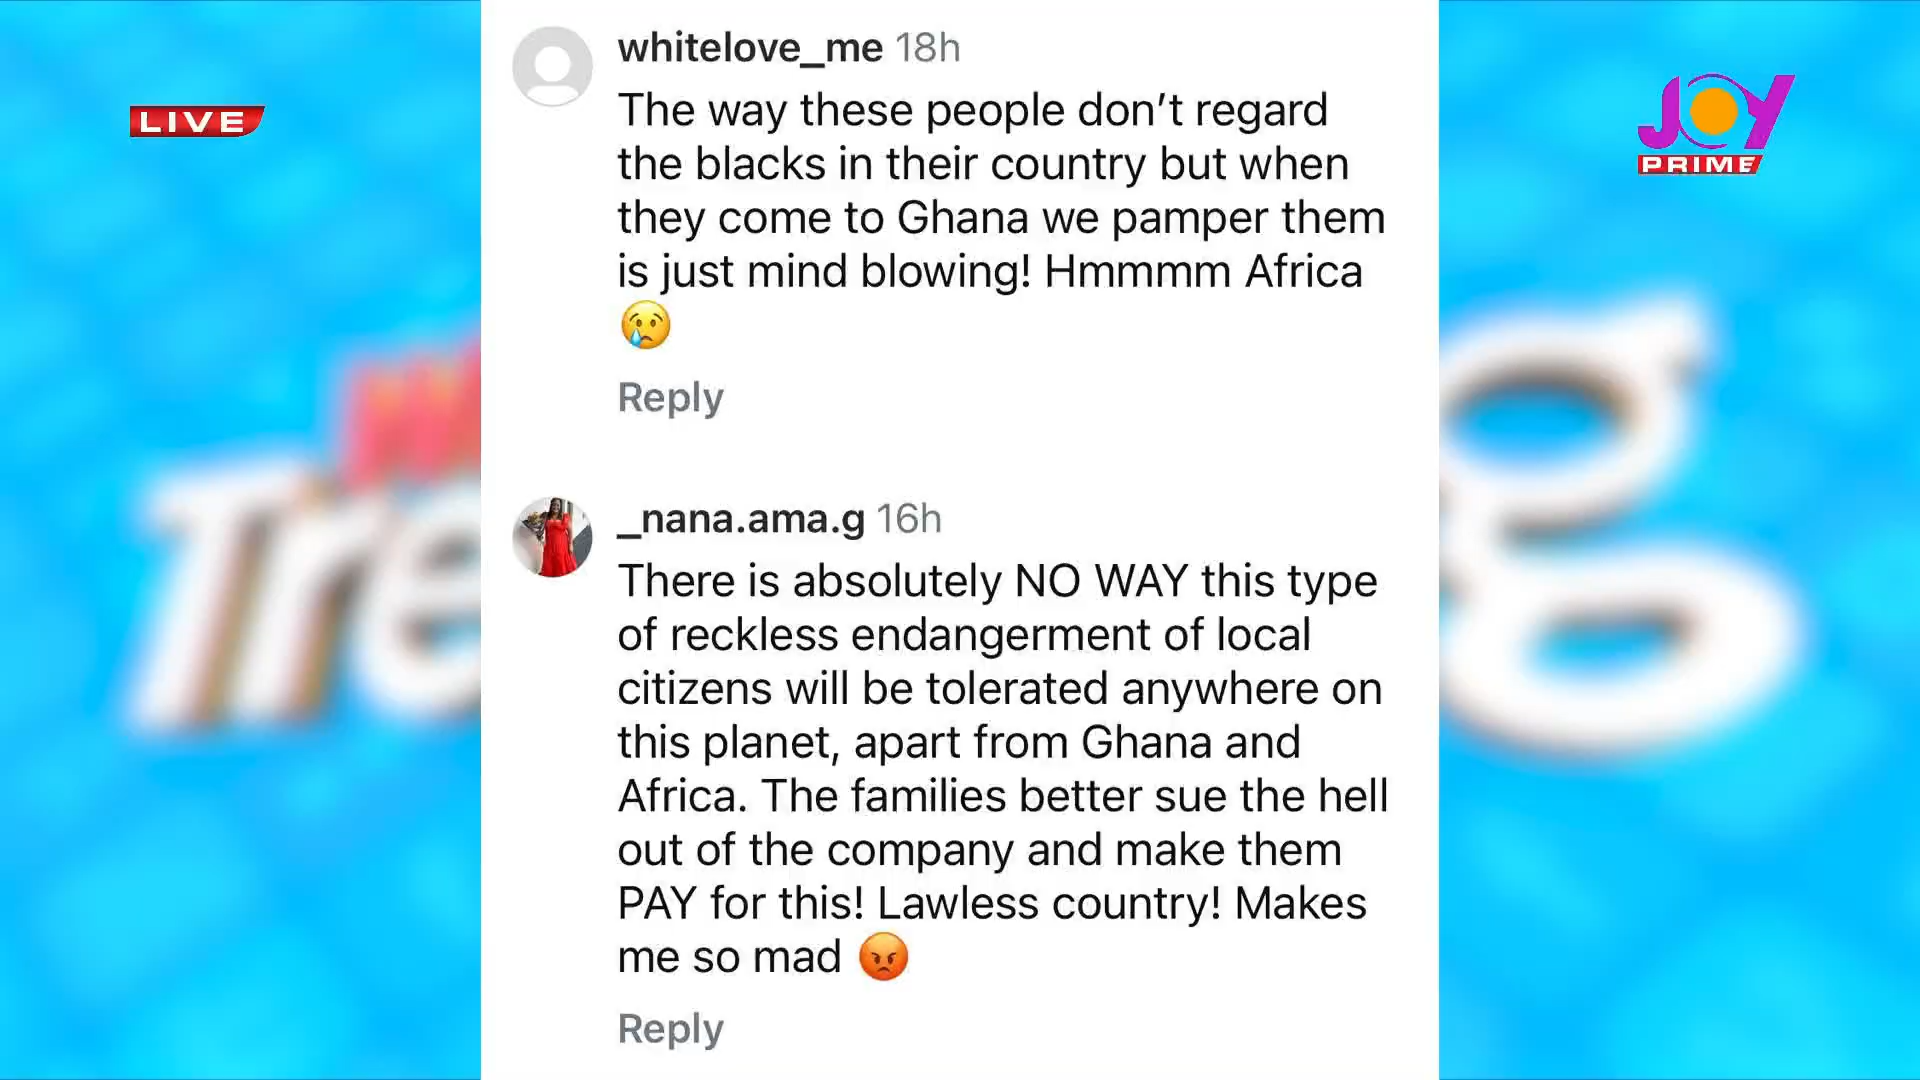 LIVE
JOY
PRIME
whitelove_me 18h
The way these people don’t regard
the blacks in their country but when
they come to Ghana we pamper them
is just mind blowing! Hmmmm Africa
😢
Reply
_nana.ama.g 16h
There is absolutely NO WAY this type
of reckless endangerment of local
citizens will be tolerated anywhere on
this planet, apart from Ghana and
Africa. The families better sue the hell
out of the company and make them
PAY for this! Lawless country! Makes
me so mad 😡
Reply
Tre
g